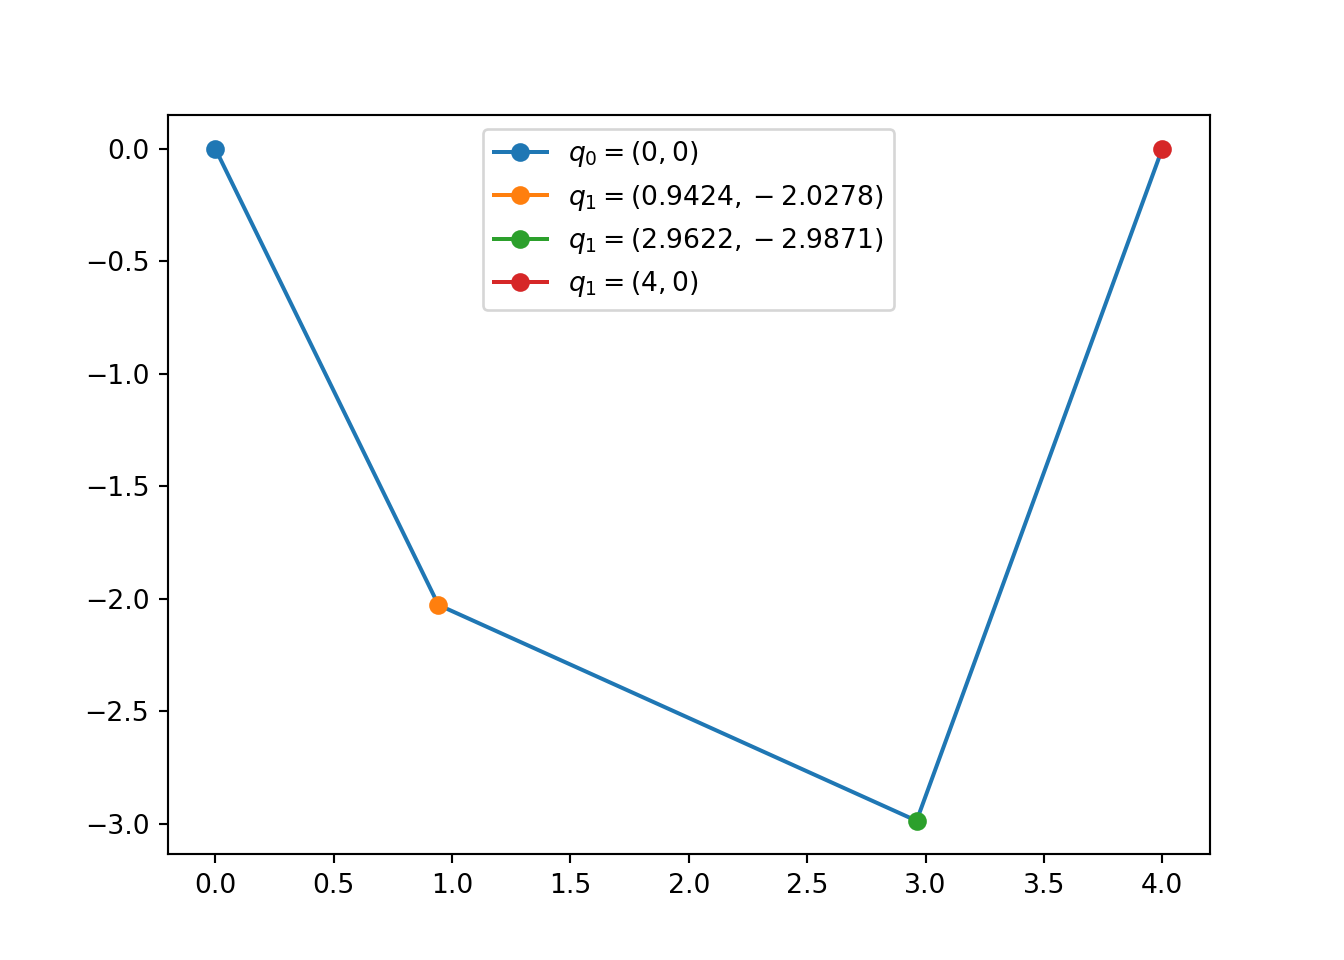 q₀ = (0, 0)
q₁ = (0.9424, −2.0278)
q₁ = (2.9622, −2.9871)
q₁ = (4, 0)
0.0
−0.5
−1.0
−1.5
−2.0
−2.5
−3.0
0.0 0.5 1.0 1.5 2.0 2.5 3.0 3.5 4.0